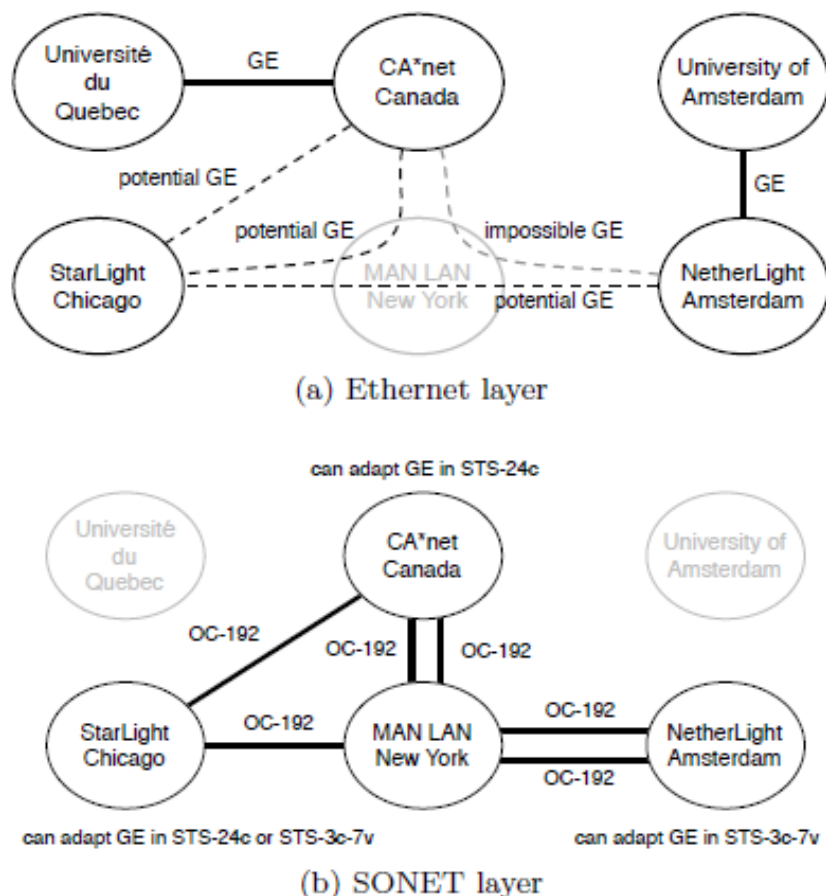 Université
du
Quebec
GE
CA*net
Canada
University of
Amsterdam
potential GE
GE
potential GE
impossible GE
StarLight
Chicago
MAN LAN
New York
potential GE
NetherLight
Amsterdam
(a) Ethernet layer
can adapt GE in STS-24c
Université
du
Quebec
CA*net
Canada
University of
Amsterdam
OC-192
OC-192
OC-192
StarLight
Chicago
OC-192
MAN LAN
New York
OC-192
OC-192
NetherLight
Amsterdam
can adapt GE in STS-24c or STS-3c-7v
can adapt GE in STS-3c-7v
(b) SONET layer